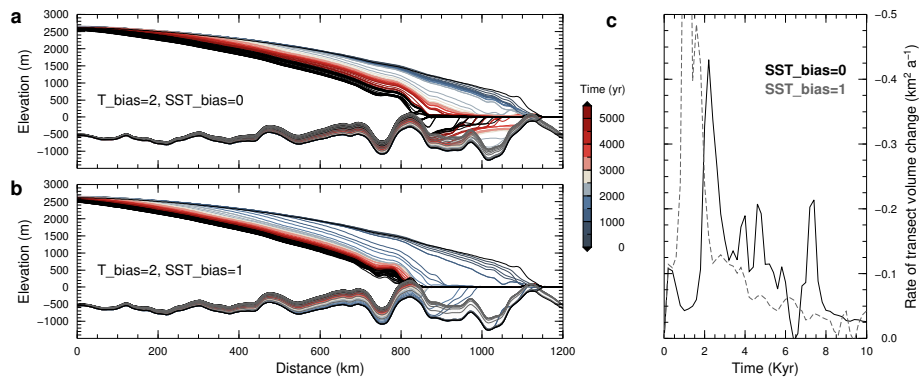 a
3000
2500
2000
1500
1000
500
0
−500
−1000
Elevation (m)
T_bias=2, SST_bias=0
b
3000
2500
2000
1500
1000
500
0
−500
−1000
Elevation (m)
T_bias=2, SST_bias=1
0 200 400 600 800 1000 1200
Distance (km)
Time (yr)
5000
4000
3000
2000
1000
0
c
SST_bias=0
SST_bias=1
−0.5
−0.4
−0.3
−0.2
−0.1
0.0
Rate of transect volume change (km² a⁻¹)
0 2 4 6 8 10
Time (Kyr)